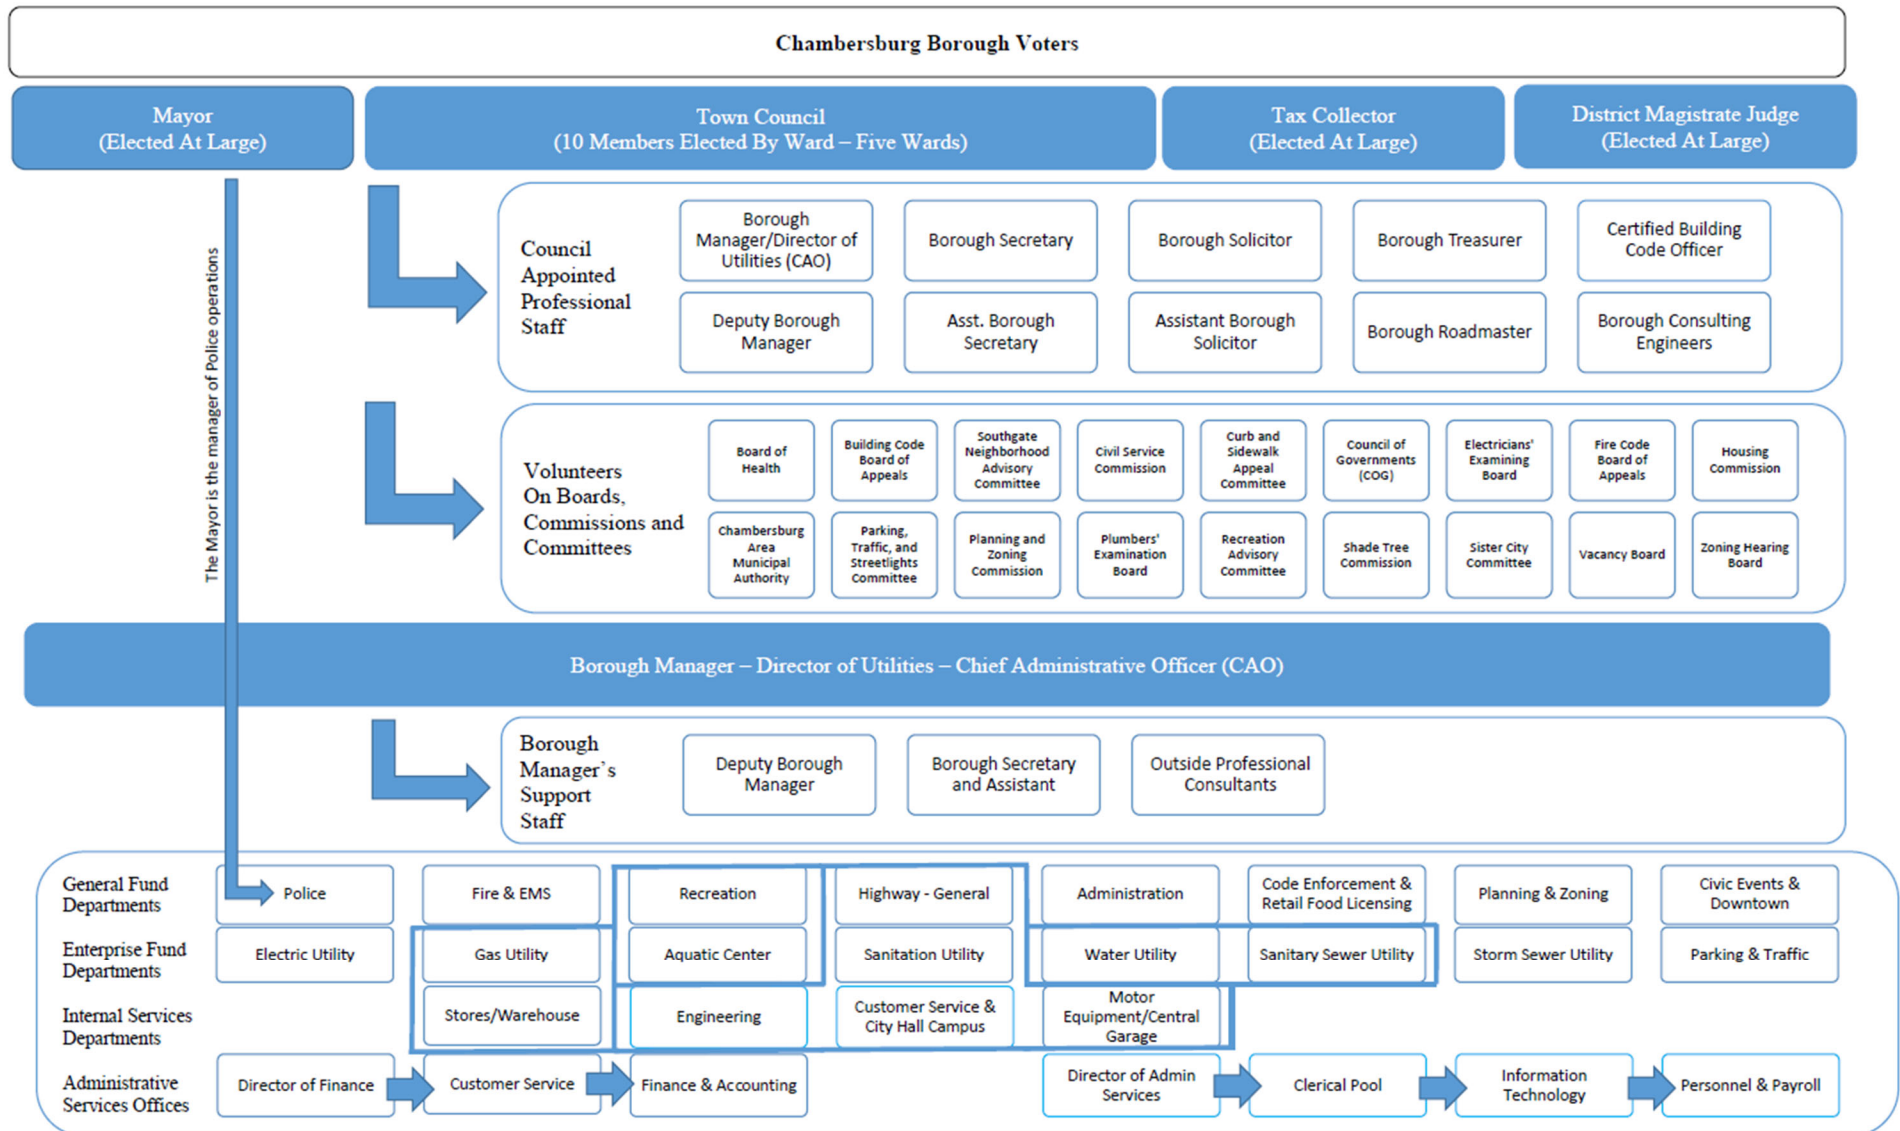 Chambersburg Borough Voters
Mayor
(Elected At Large)
Town Council
(10 Members Elected By Ward – Five Wards)
Tax Collector
(Elected At Large)
District Magistrate Judge
(Elected At Large)
The Mayor is the manager of Police operations
Council
Appointed
Professional
Staff
Borough
Manager/Director of
Utilities (CAO)
Borough Secretary
Borough Solicitor
Borough Treasurer
Certified Building
Code Officer
Deputy Borough
Manager
Asst. Borough
Secretary
Assistant Borough
Solicitor
Borough Roadmaster
Borough Consulting
Engineers
Volunteers
On Boards,
Commissions and
Committees
Board of
Health
Building Code
Board of
Appeals
Southgate
Neighborhood
Advisory
Committee
Civil Service
Commission
Curb and
Sidewalk
Appeal
Committee
Council of
Governments
(COG)
Electricians'
Examining
Board
Fire Code
Board of
Appeals
Housing
Commission
Chambersburg
Area
Municipal
Authority
Parking,
Traffic, and
Streetlights
Committee
Planning and
Zoning
Commission
Plumbers'
Examination
Board
Recreation
Advisory
Committee
Shade Tree
Commission
Sister City
Committee
Vacancy Board
Zoning Hearing
Board
Borough Manager – Director of Utilities – Chief Administrative Officer (CAO)
Borough
Manager's
Support
Staff
Deputy Borough
Manager
Borough Secretary
and Assistant
Outside Professional
Consultants
General Fund
Departments
Police
Fire & EMS
Recreation
Highway - General
Administration
Code Enforcement &
Retail Food Licensing
Planning & Zoning
Civic Events &
Downtown
Enterprise Fund
Departments
Electric Utility
Gas Utility
Aquatic Center
Sanitation Utility
Water Utility
Sanitary Sewer Utility
Storm Sewer Utility
Parking & Traffic
Internal Services
Departments
Stores/Warehouse
Engineering
Customer Service &
City Hall Campus
Motor
Equipment/Central
Garage
Administrative
Services Offices
Director of Finance
Customer Service
Finance & Accounting
Director of Admin
Services
Clerical Pool
Information
Technology
Personnel & Payroll